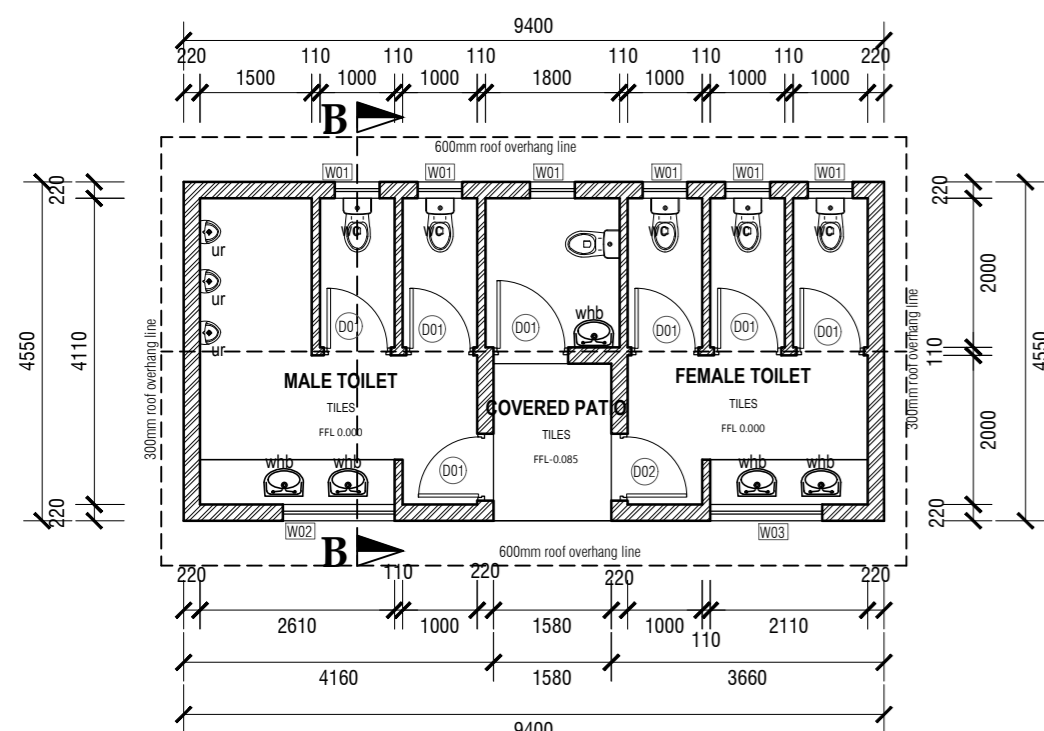 9400
220 110 110 110 110 110 110 220
1500 1000 1000 1800 1000 1000 1000
B
600mm roof overhang line
W01 W01 W01 W01 W01 W01
220 220 220 220
wc wc wc wc wc
ur
ur
ur
whb
D01 D01 D01 D01 D01 D01
4550 4110 2000 110 2000 4550
300mm roof overhang line
300mm roof overhang line
MALE TOILET
TILES
FFL 0.000
COVERED PATIO
TILES
FFL-0.085
FEMALE TOILET
TILES
FFL 0.000
whb whb whb whb
D01 D02
W02 W03
B
600mm roof overhang line
220 110 220 220 110 220
2610 1000 1580 1000 2110
4160 1580 3660
9400